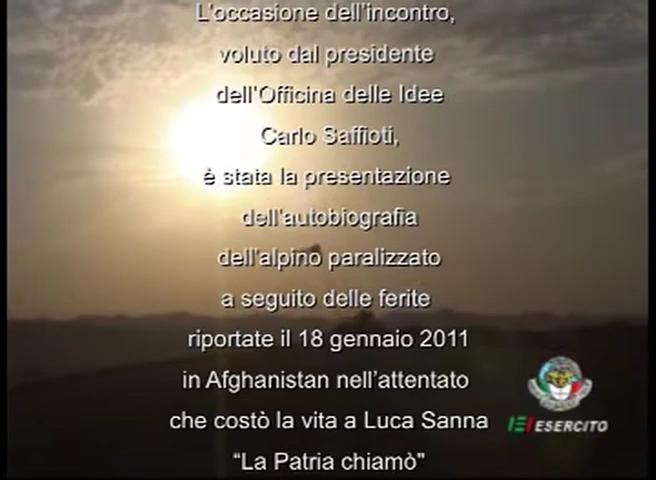 L'occasione dell'incontro,
voluto dal presidente
dell'Officina delle Idee
Carlo Saffioti,
è stata la presentazione
dell'autobiografia
dell'alpino paralizzato
a seguito delle ferite
riportate il 18 gennaio 2011
in Afghanistan nell'attentato
che costò la vita a Luca Sanna
“La Patria chiamò"
ESERCITO